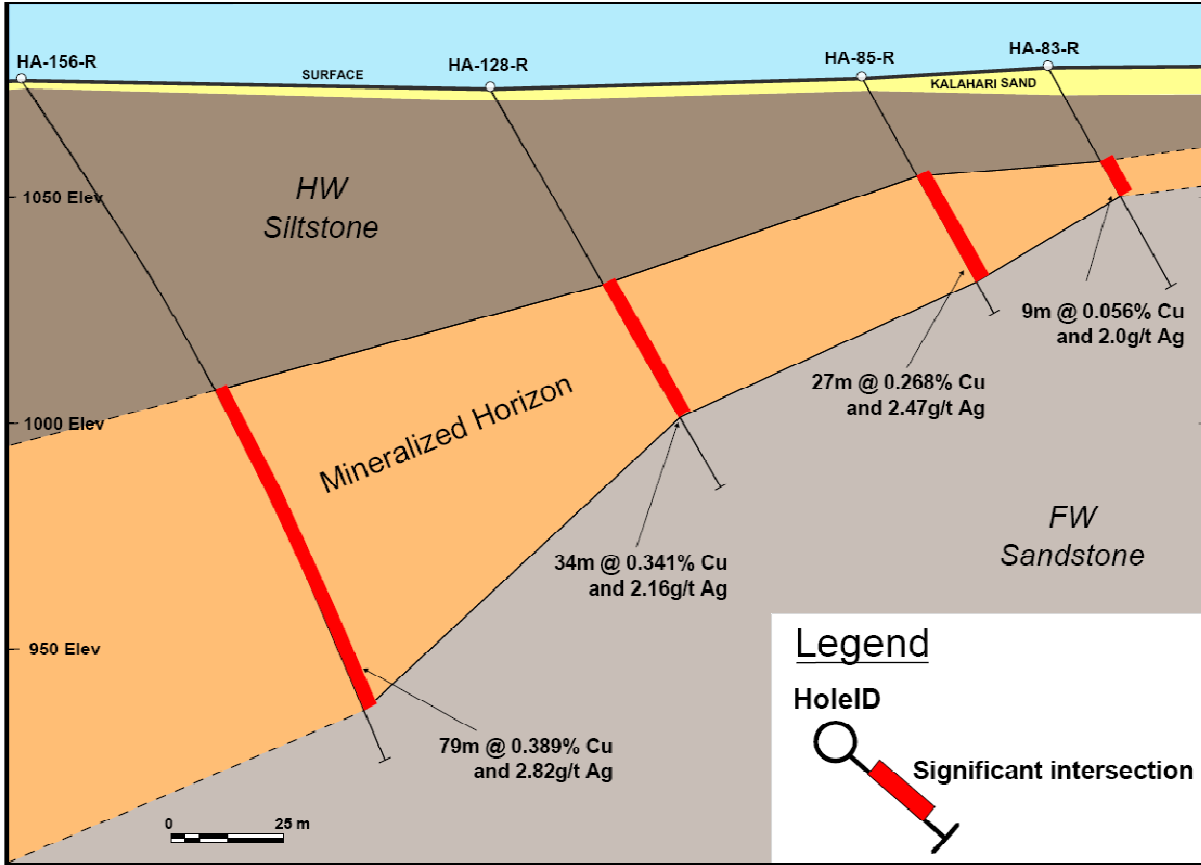 HA-156-R
SURFACE
HA-128-R
HA-85-R
HA-83-R
KALAHARI SAND
1050 Elev
HW
Siltstone
9m @ 0.056% Cu
and 2.0g/t Ag
27m @ 0.268% Cu
and 2.47g/t Ag
1000 Elev
Mineralized Horizon
FW
Sandstone
34m @ 0.341% Cu
and 2.16g/t Ag
950 Elev
79m @ 0.389% Cu
and 2.82g/t Ag
0 25 m
Legend
HoleID
Significant intersection